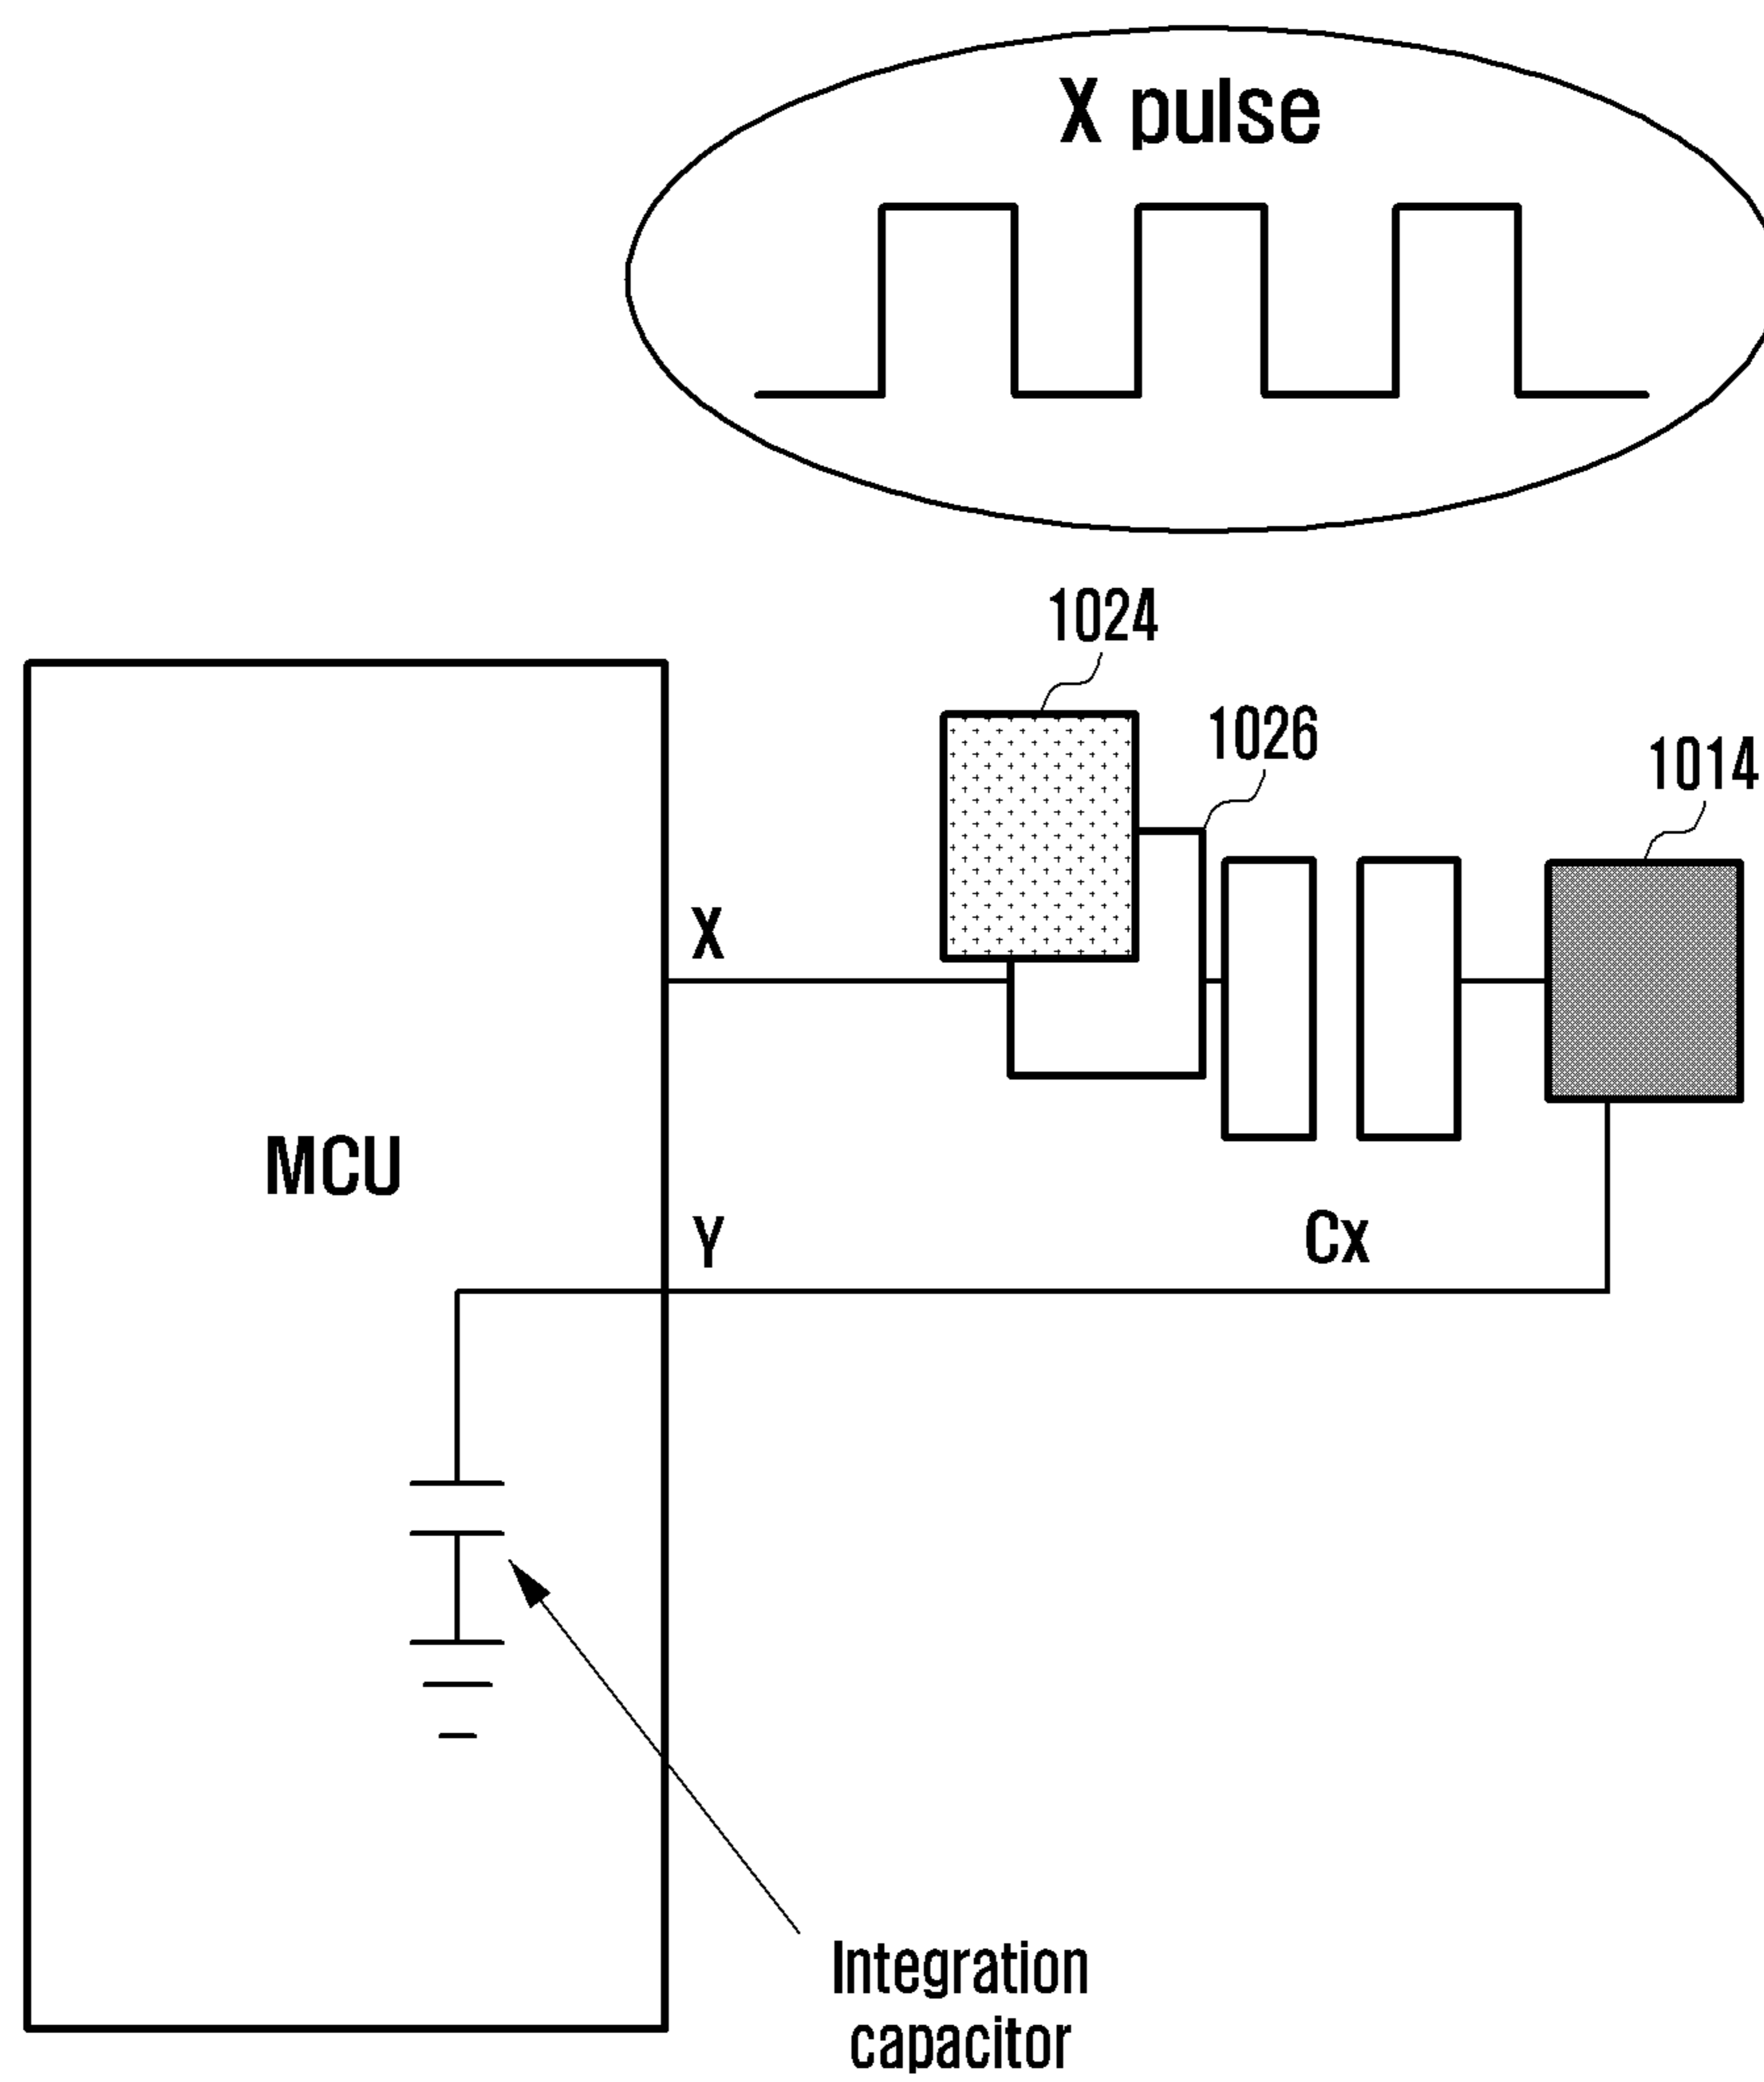 X pulse
1024
1026
1014
X
MCU
Y
Cx
Integration
capacitor